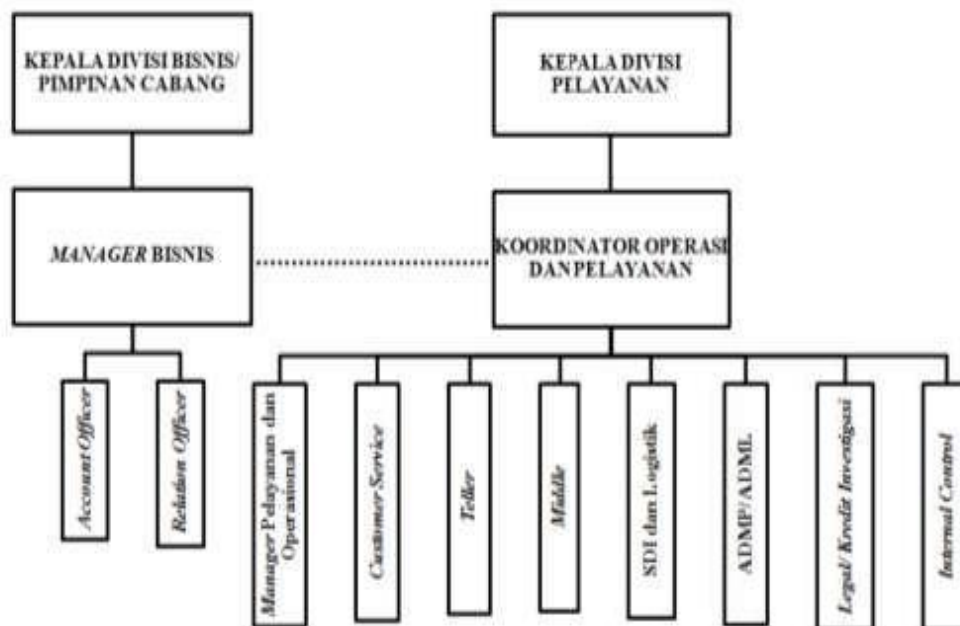 KEPALA DIVISI BISNIS/
PIMPINAN CABANG
KEPALA DIVISI
PELAYANAN
MANAGER BISNIS
KOORDINATOR OPERASI
DAN PELAYANAN
Account Officer
Relation Officer
Manager Pelayanan dan
Operasional
Customer Service
Teller
Middle
SDI dan Logistik
ADMP/ADML
Legal/ Kredit Investigasi
Internal Control